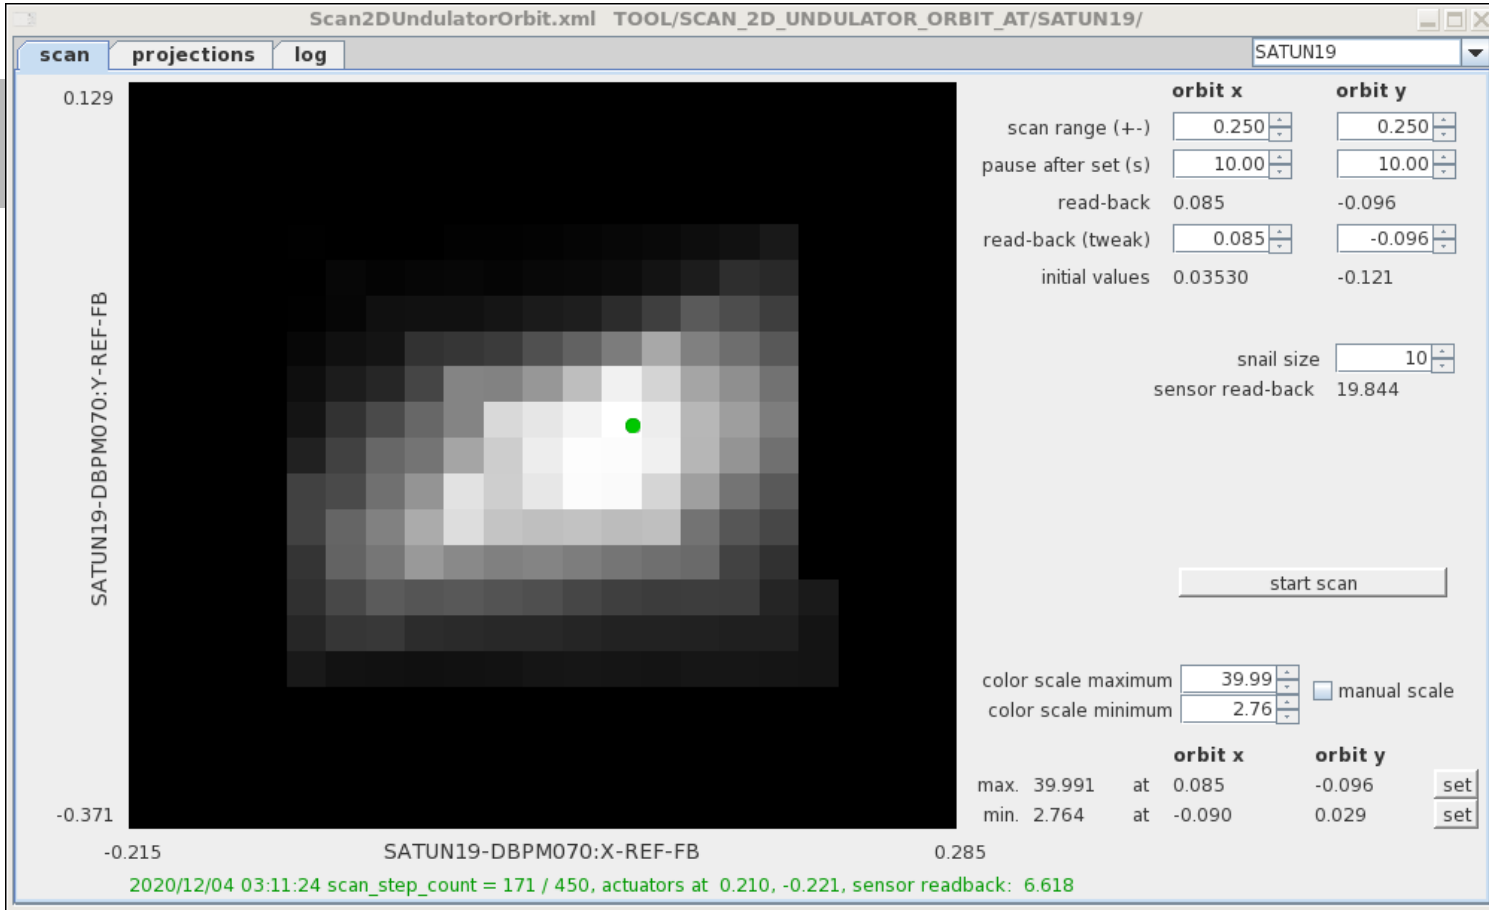 Scan2DUndulatorOrbit.xml TOOL/SCAN_2D_UNDULATOR_ORBIT_AT/SATUN19/
scan projections log SATUN19
0.129
SATUN19-DBPM070:Y-REF-FB
-0.371
-0.215 SATUN19-DBPM070:X-REF-FB 0.285
2020/12/04 03:11:24 scan_step_count = 171 / 450, actuators at 0.210, -0.221, sensor readback: 6.618
orbit x orbit y
scan range (+-) 0.250 0.250
pause after set (s) 10.00 10.00
read-back 0.085 -0.096
read-back (tweak) 0.085 -0.096
initial values 0.03530 -0.121
snail size 10
sensor read-back 19.844
start scan
color scale maximum 39.99
manual scale
color scale minimum 2.76
orbit x orbit y
max. 39.991 at 0.085 -0.096 set
min. 2.764 at -0.090 0.029 set